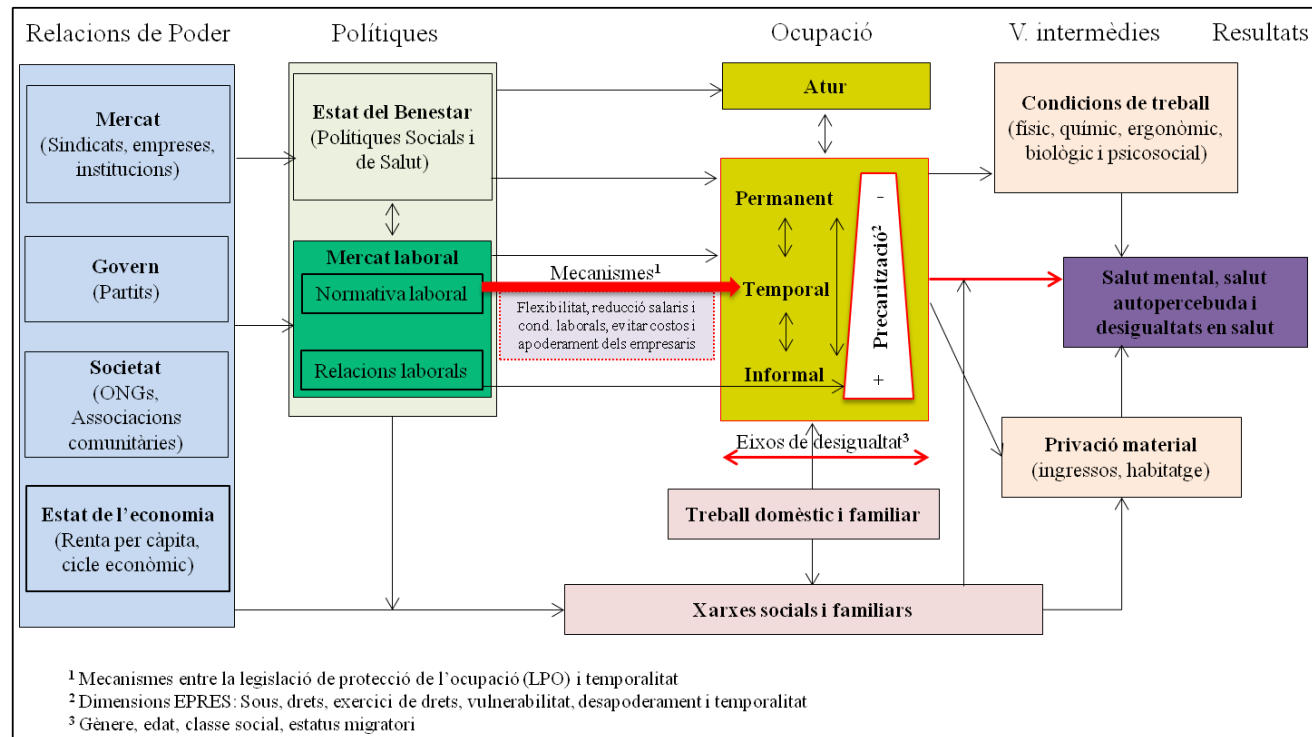 Relacions de Poder
Polítiques
Ocupació
V. intermèdies
Resultats
Mercat
(Sindicats, empreses,
institucions)
Govern
(Partits)
Societat
(ONGs,
Associacions
comunitàries)
Estat de l’economia
(Renta per càpita,
cicle econòmic)
Estat del Benestar
(Polítiques Socials i
de Salut)
Mercat laboral
Normativa laboral
Relacions laborals
Mecanismes¹
Flexibilitat, reducció salaris i
cond. laborals, evitar costos i
apoderament dels empresaris
Atur
Permanent
Temporal
Informal
-
Precarització²
+
Eixos de desigualtat³
Treball domèstic i familiar
Xarxes socials i familiars
Condicions de treball
(físic, químic, ergonòmic,
biològic i psicosocial)
Salut mental, salut
autopercebuda i
desigualtats en salut
Privació material
(ingressos, habitatge)
¹ Mecanismes entre la legislació de protecció de l’ocupació (LPO) i temporalitat
² Dimensions EPRES: Sous, drets, exercici de drets, vulnerabilitat, desapoderament i temporalitat
³ Gènere, edat, classe social, estatus migratori